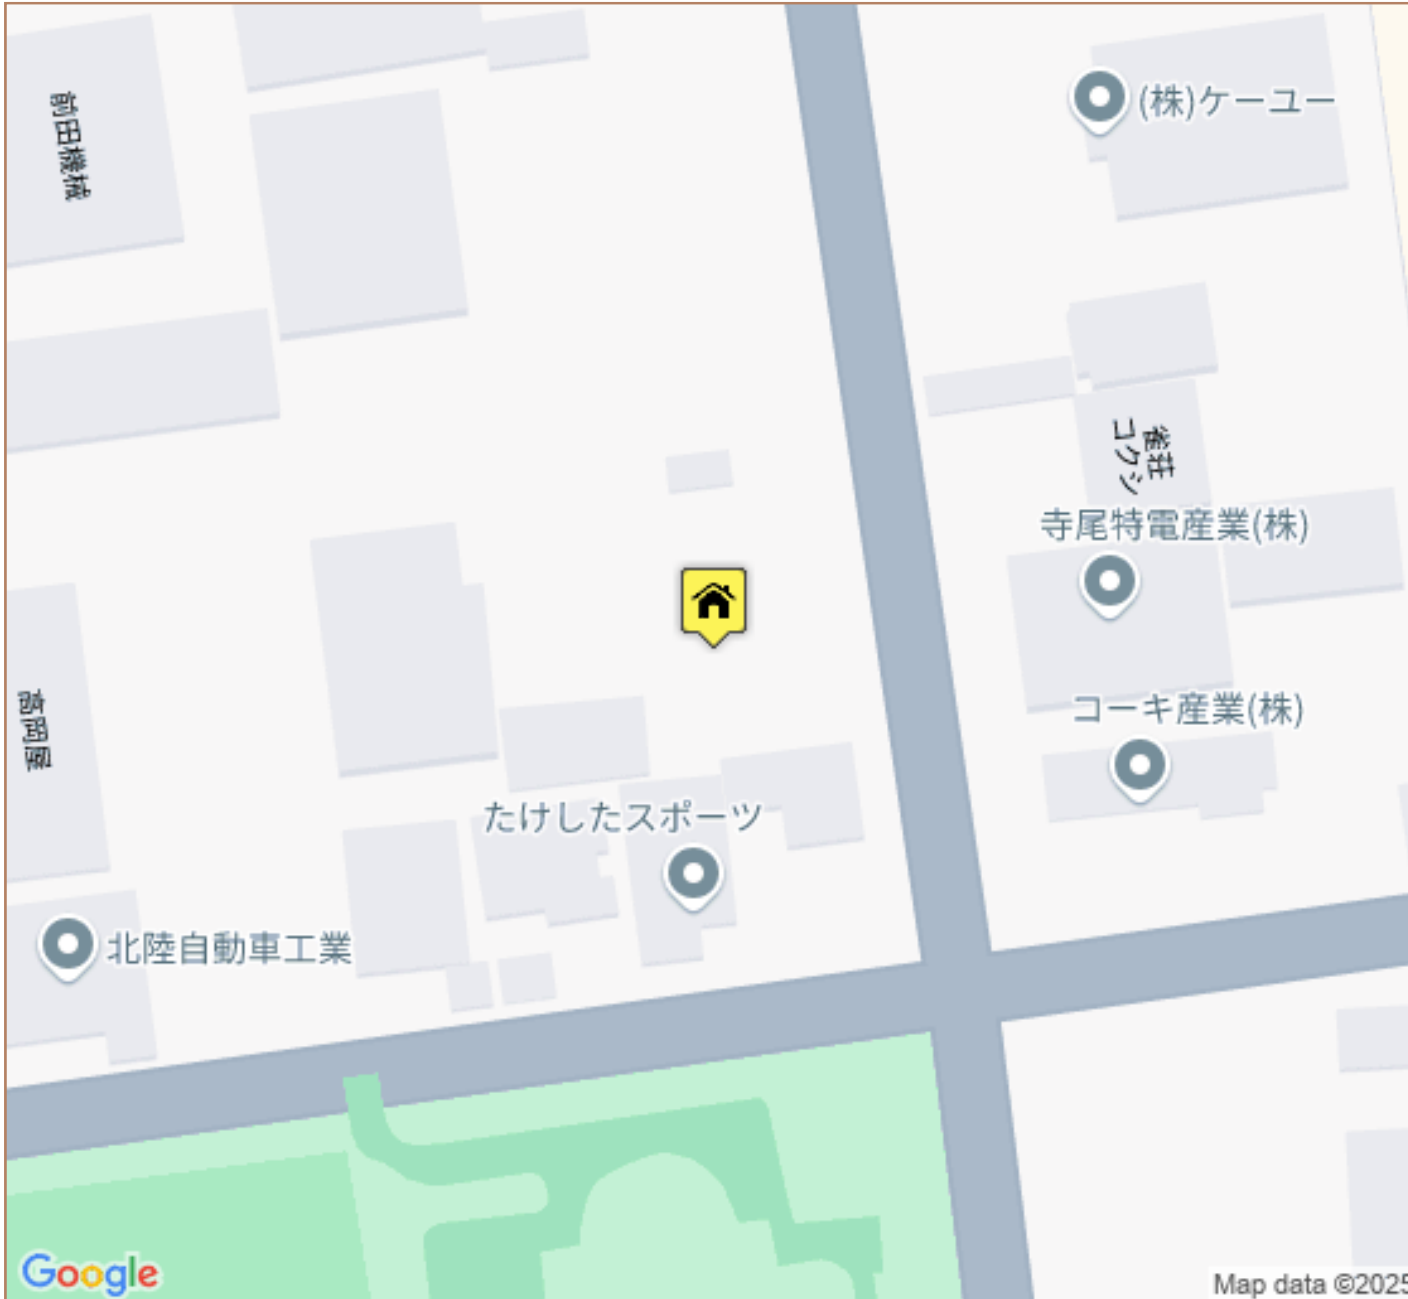 前田機械
(株)ケーユー
雀荘
コクシ
寺尾特電産業(株)
高岡屋
コーキ産業(株)
たけしたスポーツ
北陸自動車工業
Google
Map data ©2025